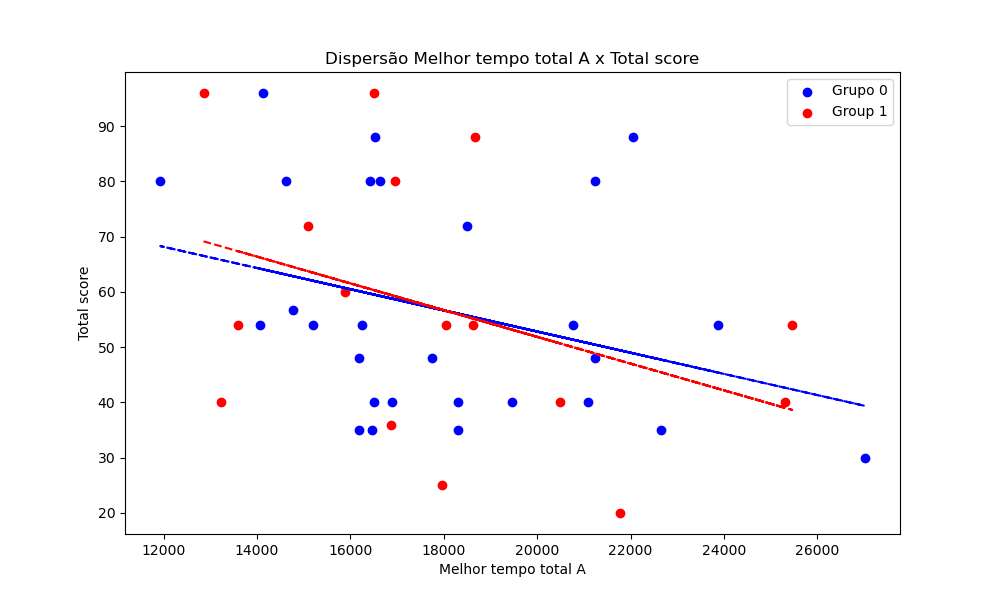 Dispersão Melhor tempo total A x Total score
Grupo 0
Group 1
90
80
70
60
50
40
30
20
Total score
12000 14000 16000 18000 20000 22000 24000 26000
Melhor tempo total A